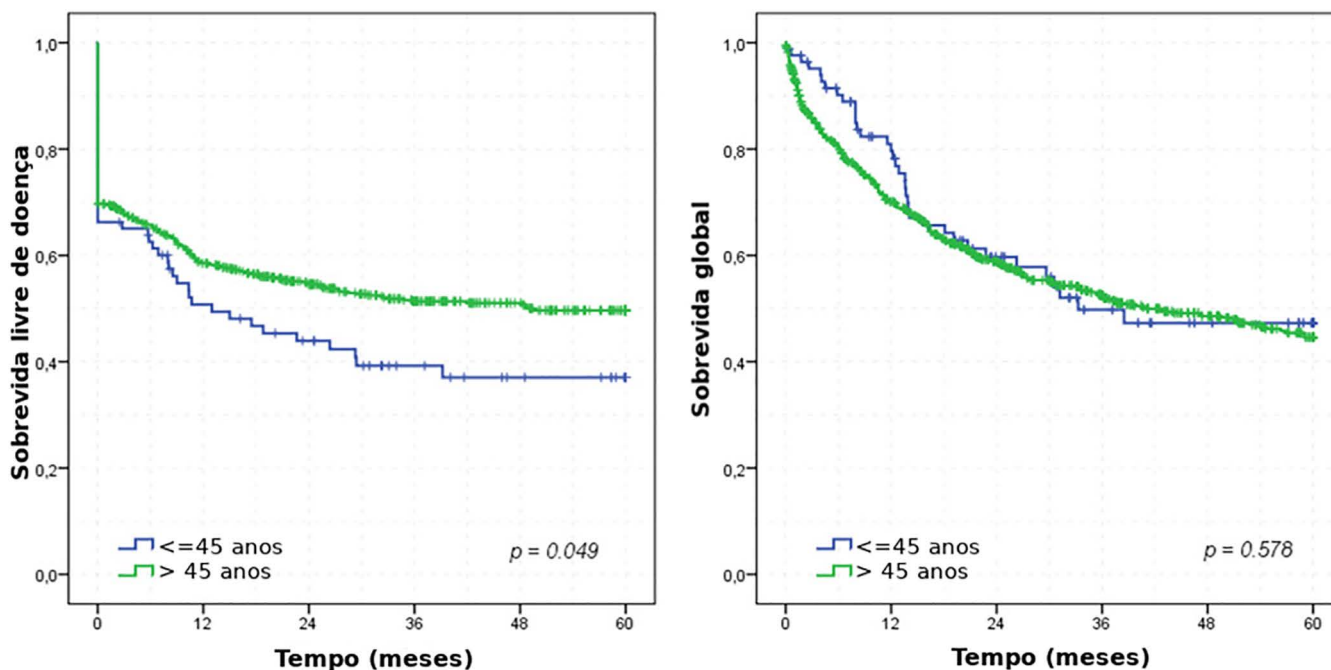 Sobrevida livre de doença
1,0
0,8
0,6
0,4
0,2
0,0
<=45 anos
> 45 anos
p = 0.049
0 12 24 36 48 60
Tempo (meses)
Sobrevida global
1,0
0,8
0,6
0,4
0,2
0,0
<=45 anos
> 45 anos
p = 0.578
0 12 24 36 48 60
Tempo (meses)